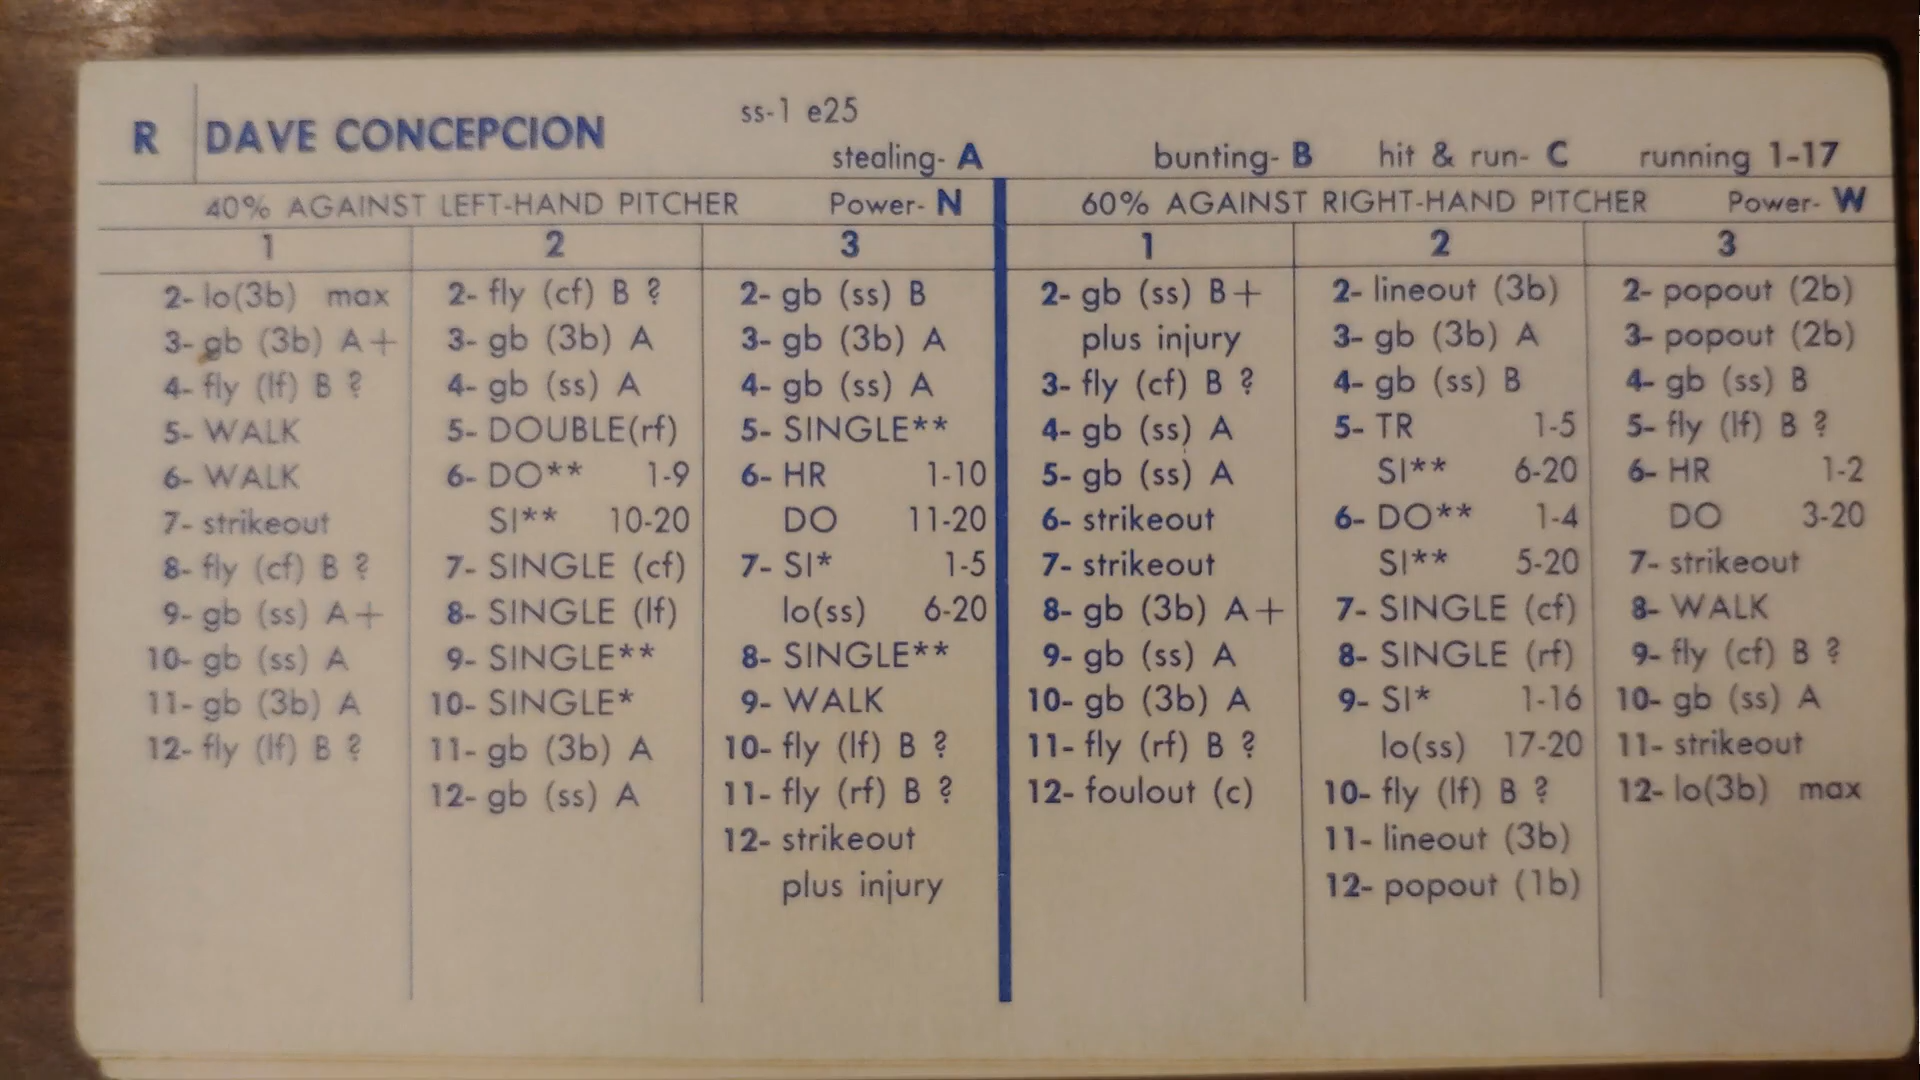 R DAVE CONCEPCION ss-1 e25
stealing- A bunting- B hit & run- C running 1-17
40% AGAINST LEFT-HAND PITCHER Power- N
1
2- lo(3b) max
3- gb (3b) A+
4- fly (lf) B ?
5- WALK
6- WALK
7- strikeout
8- fly (cf) B ?
9- gb (ss) A+
10- gb (ss) A
11- gb (3b) A
12- fly (lf) B ?
2
2- fly (cf) B ?
3- gb (3b) A
4- gb (ss) A
5- DOUBLE(rf)
6- DO** 1-9
SI** 10-20
7- SINGLE (cf)
8- SINGLE (lf)
9- SINGLE**
10- SINGLE*
11- gb (3b) A
12- gb (ss) A
3
2- gb (ss) B
3- gb (3b) A
4- gb (ss) A
5- SINGLE**
6- HR 1-10
DO 11-20
7- SI* 1-5
lo(ss) 6-20
8- SINGLE**
9- WALK
10- fly (lf) B ?
11- fly (rf) B ?
12- strikeout
plus injury
60% AGAINST RIGHT-HAND PITCHER Power- W
1
2- gb (ss) B+
plus injury
3- fly (cf) B ?
4- gb (ss) A
5- gb (ss) A
6- strikeout
7- strikeout
8- gb (3b) A+
9- gb (ss) A
10- gb (3b) A
11- fly (rf) B ?
12- foulout (c)
2
2- lineout (3b)
3- gb (3b) A
4- gb (ss) B
5- TR 1-5
SI** 6-20
6- DO** 1-4
SI** 5-20
7- SINGLE (cf)
8- SINGLE (rf)
9- SI* 1-16
lo(ss) 17-20
10- fly (lf) B ?
11- lineout (3b)
12- popout (1b)
3
2- popout (2b)
3- popout (2b)
4- gb (ss) B
5- fly (lf) B ?
6- HR 1-2
DO 3-20
7- strikeout
8- WALK
9- fly (cf) B ?
10- gb (ss) A
11- strikeout
12- lo(3b) max